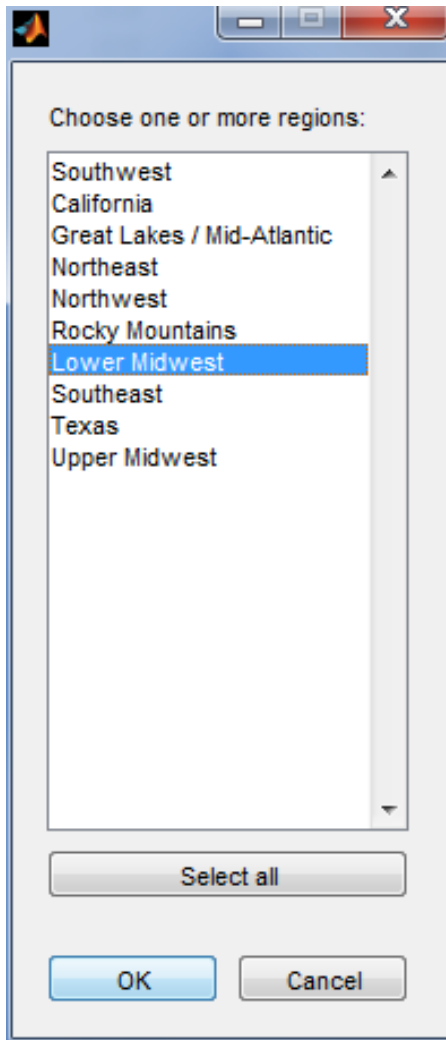 Choose one or more regions:
Southwest
California
Great Lakes / Mid-Atlantic
Northeast
Northwest
Rocky Mountains
Lower Midwest
Southeast
Texas
Upper Midwest
Select all
OK
Cancel